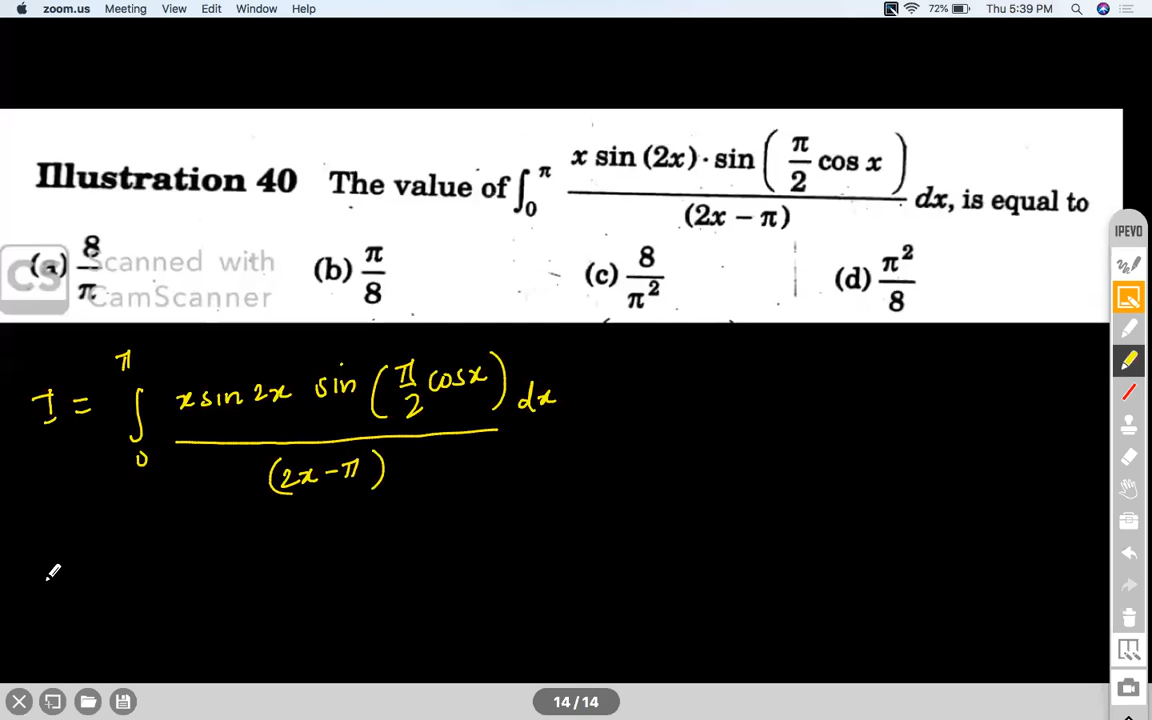 zoom.us Meeting View Edit Window Help 72% Thu 5:39 PM
Illustration 40 The value of ∫₀^π x sin (2x)·sin (π/2 cos x) / (2x − π) dx, is equal to
(a) 8/π (b) π/8 (c) 8/π² (d) π²/8
CS Scanned with
CamScanner
I = ∫₀^π x sin 2x sin (π/2 cosx) / (2x − π) dx
IPEVO
14 / 14